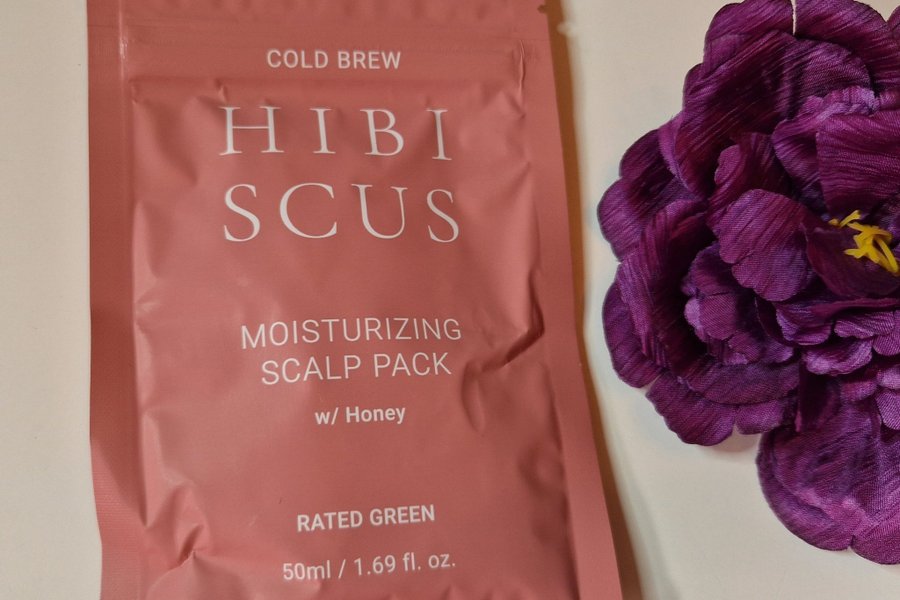 COLD BREW
HIBI
SCUS
MOISTURIZING
SCALP PACK
w/ Honey
RATED GREEN
50ml / 1.69 fl. oz.